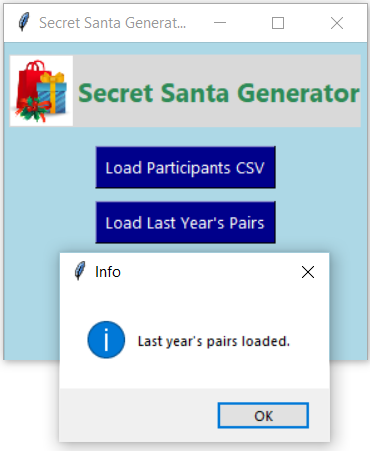 Secret Santa Generat...
Secret Santa Generator
Load Participants CSV
Load Last Year's Pairs
Info
Last year's pairs loaded.
OK